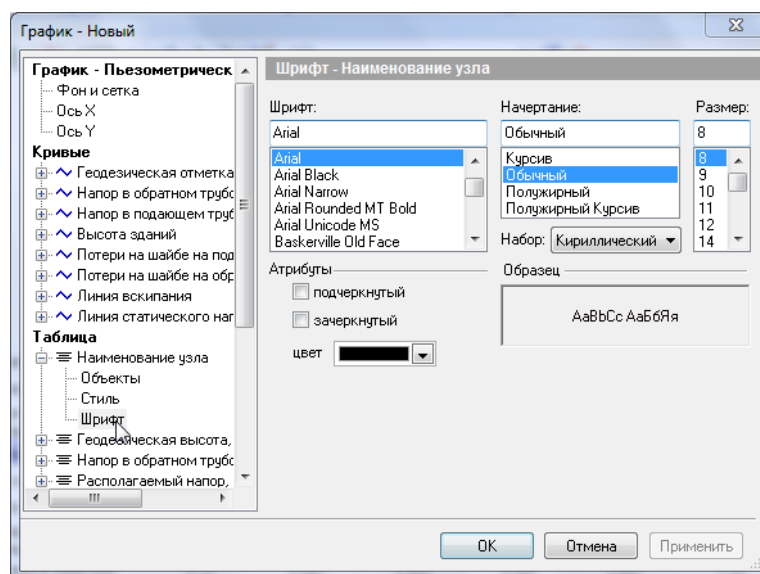 График - Новый
График - Пьезометрическ
Фон и сетка
Ось X
Ось Y
Кривые
Геодезическая отметка
Напор в обратном трубо
Напор в подающем труб
Высота зданий
Потери на шайбе на под
Потери на шайбе на обр
Линия вскипания
Линия статического нап
Таблица
Наименование узла
Объекты
Стиль
Шрифт
Геодезическая высота,
Напор в обратном трубо
Располагаемый напор,
Шрифт - Наименование узла
Шрифт:
Arial
Arial
Arial Black
Arial Narrow
Arial Rounded MT Bold
Arial Unicode MS
Baskerville Old Face
Начертание:
Обычный
Курсив
Обычный
Полужирный
Полужирный Курсив
Размер:
8
8
9
10
11
12
14
Набор: Кириллический
Атрибуты
подчеркнутый
зачеркнутый
цвет
Образец
AaBbCc АаБбЯя
OK
Отмена
Применить